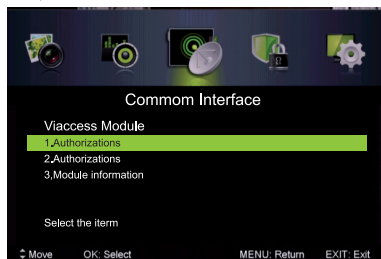 Commom Interface
Viaccess Module
1.Authorizations
2.Authorizations
3,Module information
Select the iterm
Move OK: Select MENU: Return EXIT: Exit